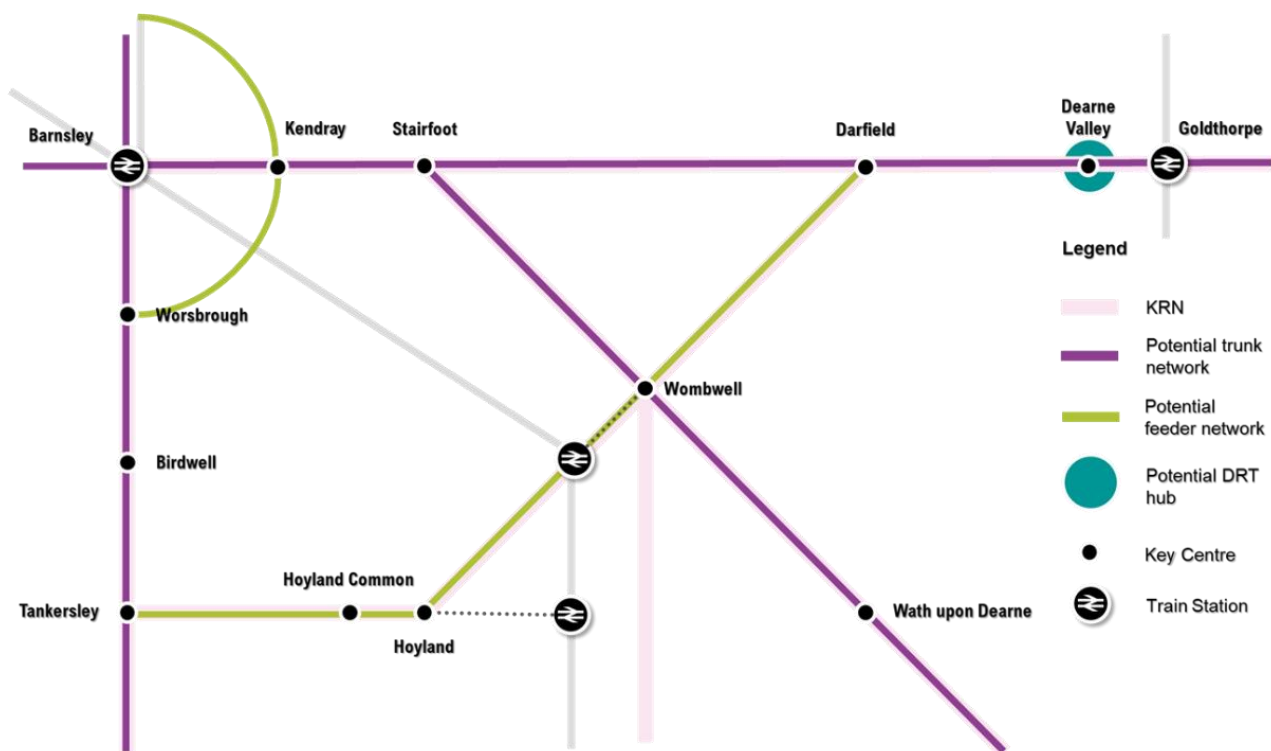 Barnsley
Kendray
Stairfoot
Darfield
Dearne
Valley
Goldthorpe
Worsbrough
Wombwell
Birdwell
Tankersley
Hoyland Common
Hoyland
Wath upon Dearne
Legend
KRN
Potential trunk
network
Potential
feeder network
Potential DRT
hub
Key Centre
Train Station